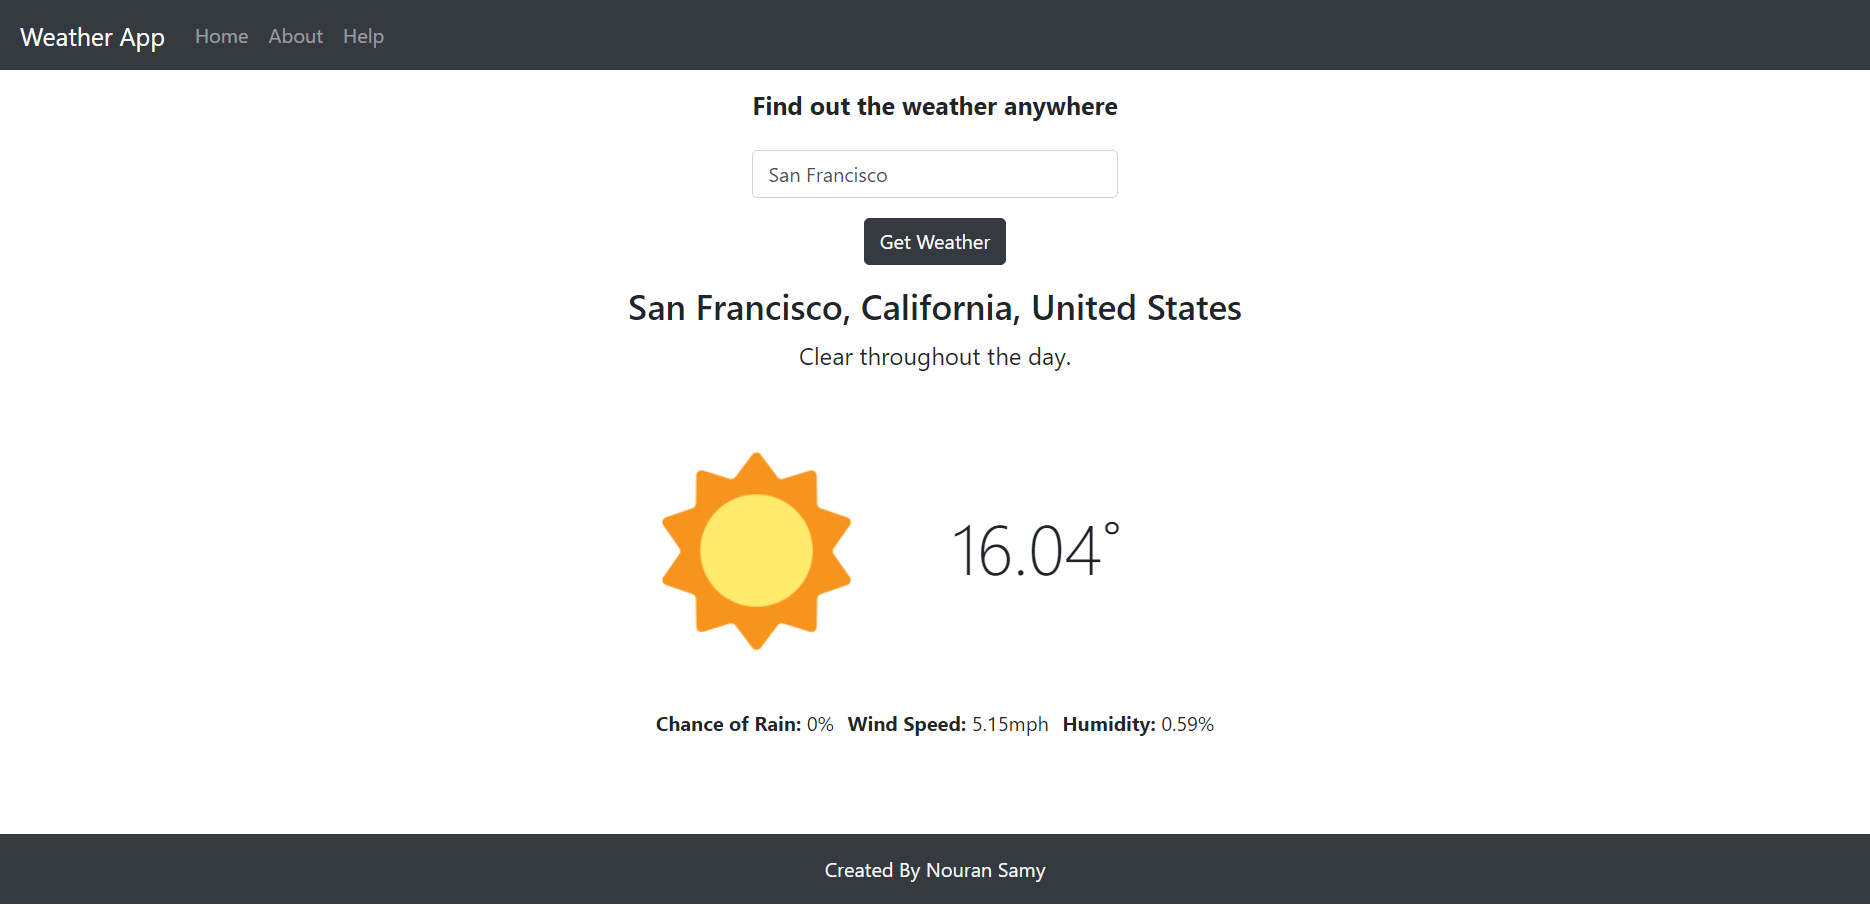 Weather App Home About Help
Find out the weather anywhere
San Francisco
Get Weather
San Francisco, California, United States
Clear throughout the day.
16.04°
Chance of Rain: 0% Wind Speed: 5.15mph Humidity: 0.59%
Created By Nouran Samy